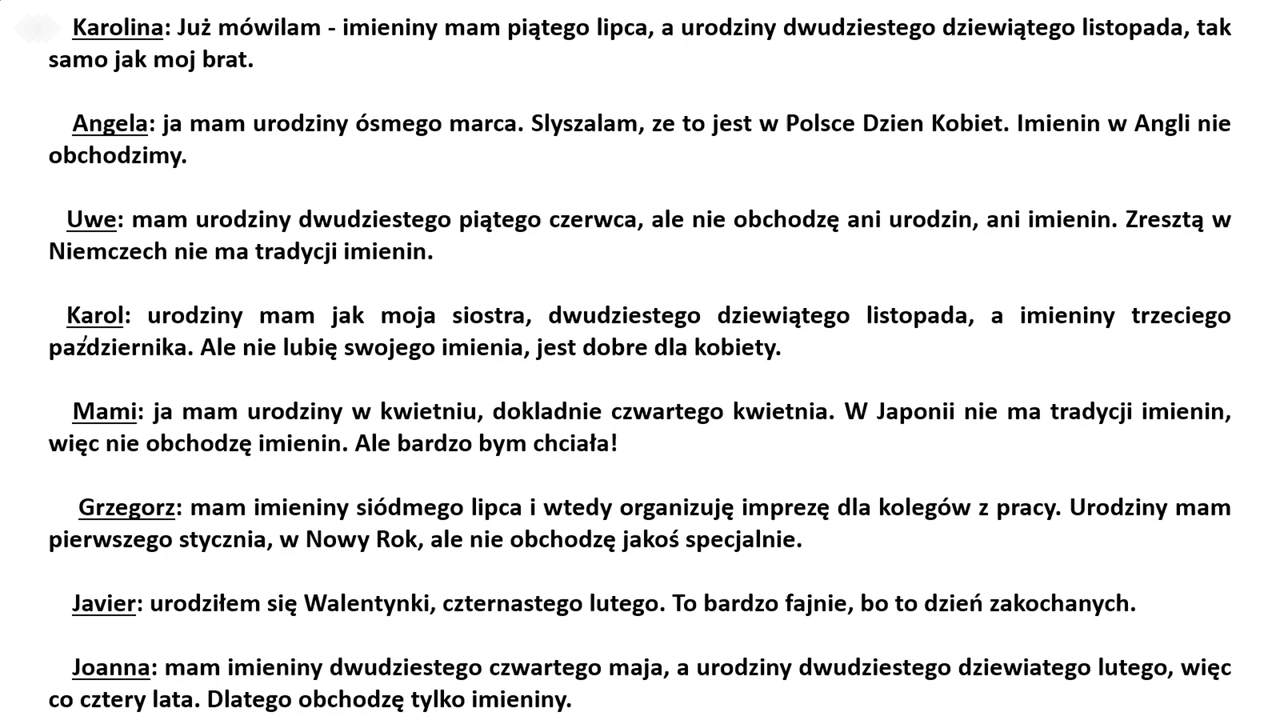 Karolina: Już mówilam - imieniny mam piątego lipca, a urodziny dwudziestego dziewiątego listopada, tak
samo jak moj brat.
Angela: ja mam urodziny ósmego marca. Slyszalam, ze to jest w Polsce Dzien Kobiet. Imienin w Angli nie
obchodzimy.
Uwe: mam urodziny dwudziestego piątego czerwca, ale nie obchodzę ani urodzin, ani imienin. Zresztą w
Niemczech nie ma tradycji imienin.
Karol: urodziny mam jak moja siostra, dwudziestego dziewiątego listopada, a imieniny trzeciego
października. Ale nie lubię swojego imienia, jest dobre dla kobiety.
Mami: ja mam urodziny w kwietniu, dokladnie czwartego kwietnia. W Japonii nie ma tradycji imienin,
więc nie obchodzę imienin. Ale bardzo bym chciała!
Grzegorz: mam imieniny siódmego lipca i wtedy organizuję imprezę dla kolegów z pracy. Urodziny mam
pierwszego stycznia, w Nowy Rok, ale nie obchodzę jakoś specjalnie.
Javier: urodziłem się Walentynki, czternastego lutego. To bardzo fajnie, bo to dzień zakochanych.
Joanna: mam imieniny dwudziestego czwartego maja, a urodziny dwudziestego dziewiatego lutego, więc
co cztery lata. Dlatego obchodzę tylko imieniny.